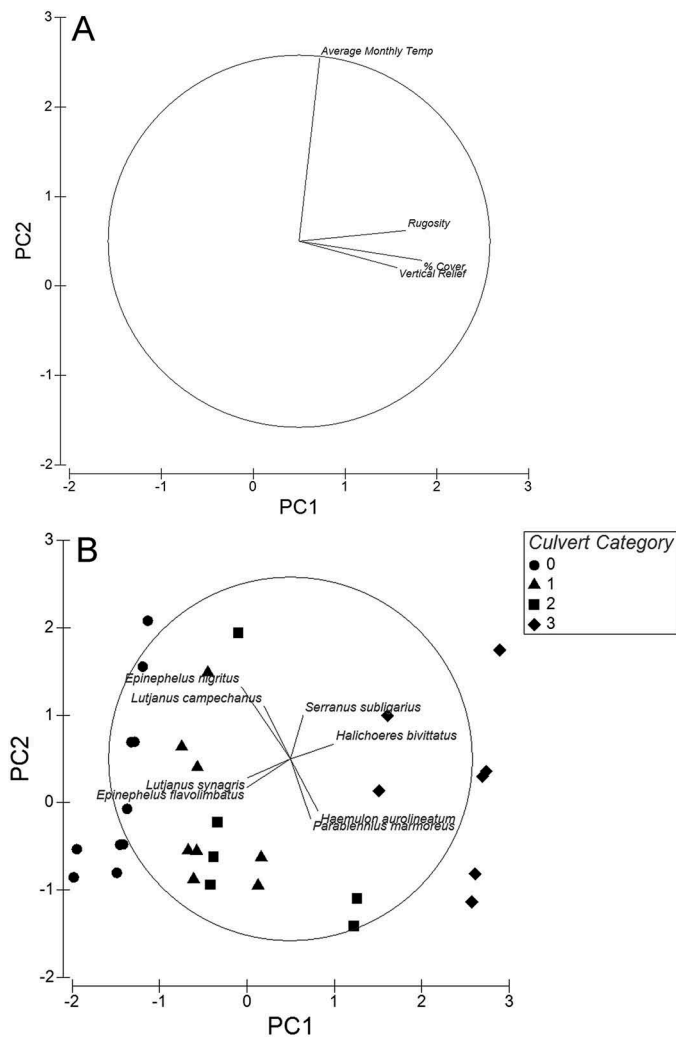 A
3
2
1
0
-1
-2
PC2
Average Monthly Temp
Rugosity
% Cover
Vertical Relief
-2 -1 0 1 2 3
PC1
B
3
2
1
0
-1
-2
PC2
Culvert Category
0
1
2
3
Epinephelus nigritus
Lutjanus campechanus
Serranus subligarius
Halichoeres bivittatus
Lutjanus synagris
Epinephelus flavolimbatus
Haemulon aurolineatum
Parablennius marmoreus
-2 -1 0 1 2 3
PC1